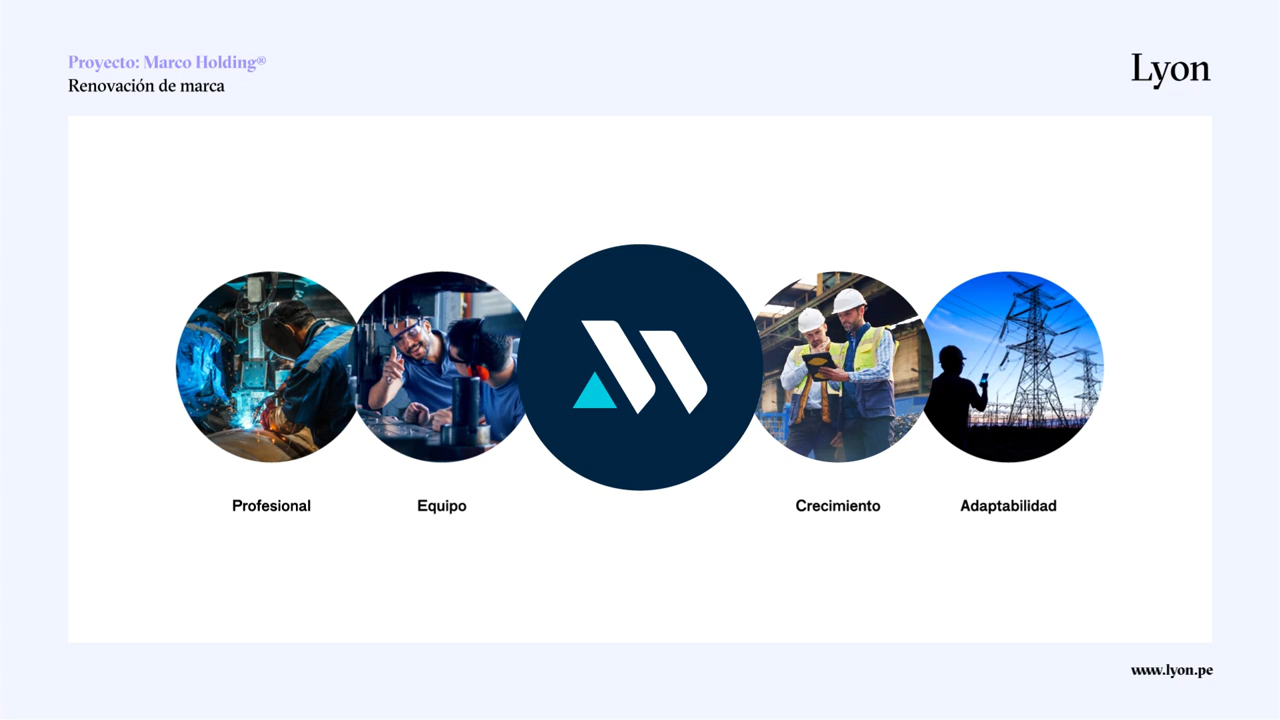 Proyecto: Marco Holding®
Renovación de marca
Lyon
Profesional
Equipo
Crecimiento
Adaptabilidad
www.lyon.pe